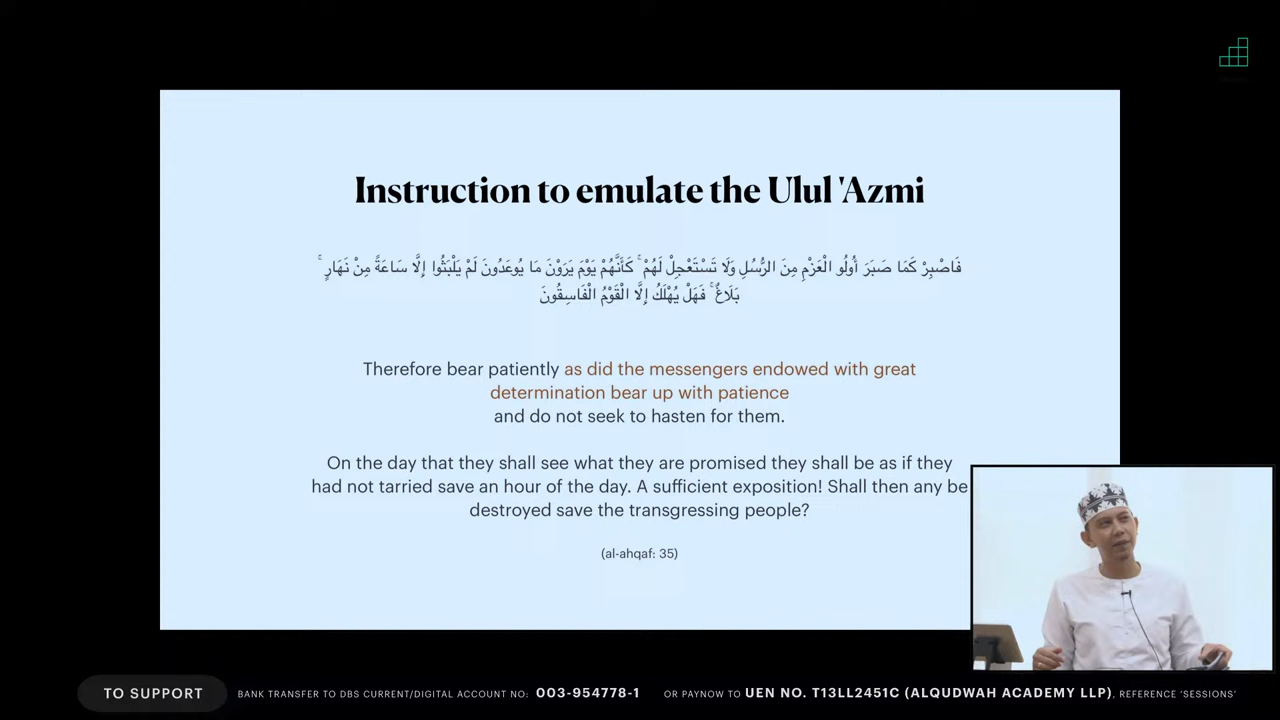 Instruction to emulate the Ulul 'Azmi
فَاصْبِرْ كَمَا صَبَرَ أُولُو الْعَزْمِ مِنَ الرُّسُلِ وَلَا تَسْتَعْجِلْ لَهُمْ ۚ كَأَنَّهُمْ يَوْمَ يَرَوْنَ مَا يُوعَدُونَ لَمْ يَلْبَثُوا إِلَّا سَاعَةً مِنْ نَهَارٍ ۚ
بَلَاغٌ ۚ فَهَلْ يُهْلَكُ إِلَّا الْقَوْمُ الْفَاسِقُونَ
Therefore bear patiently as did the messengers endowed with great
determination bear up with patience
and do not seek to hasten for them.
On the day that they shall see what they are promised they shall be as if they
had not tarried save an hour of the day. A sufficient exposition! Shall then any be
destroyed save the transgressing people?
(al-ahqaf: 35)
TO SUPPORT BANK TRANSFER TO DBS CURRENT/DIGITAL ACCOUNT NO: 003-954778-1 OR PAYNOW TO UEN NO. T13LL2451C (ALQUDWAH ACADEMY LLP), REFERENCE 'SESSIONS'